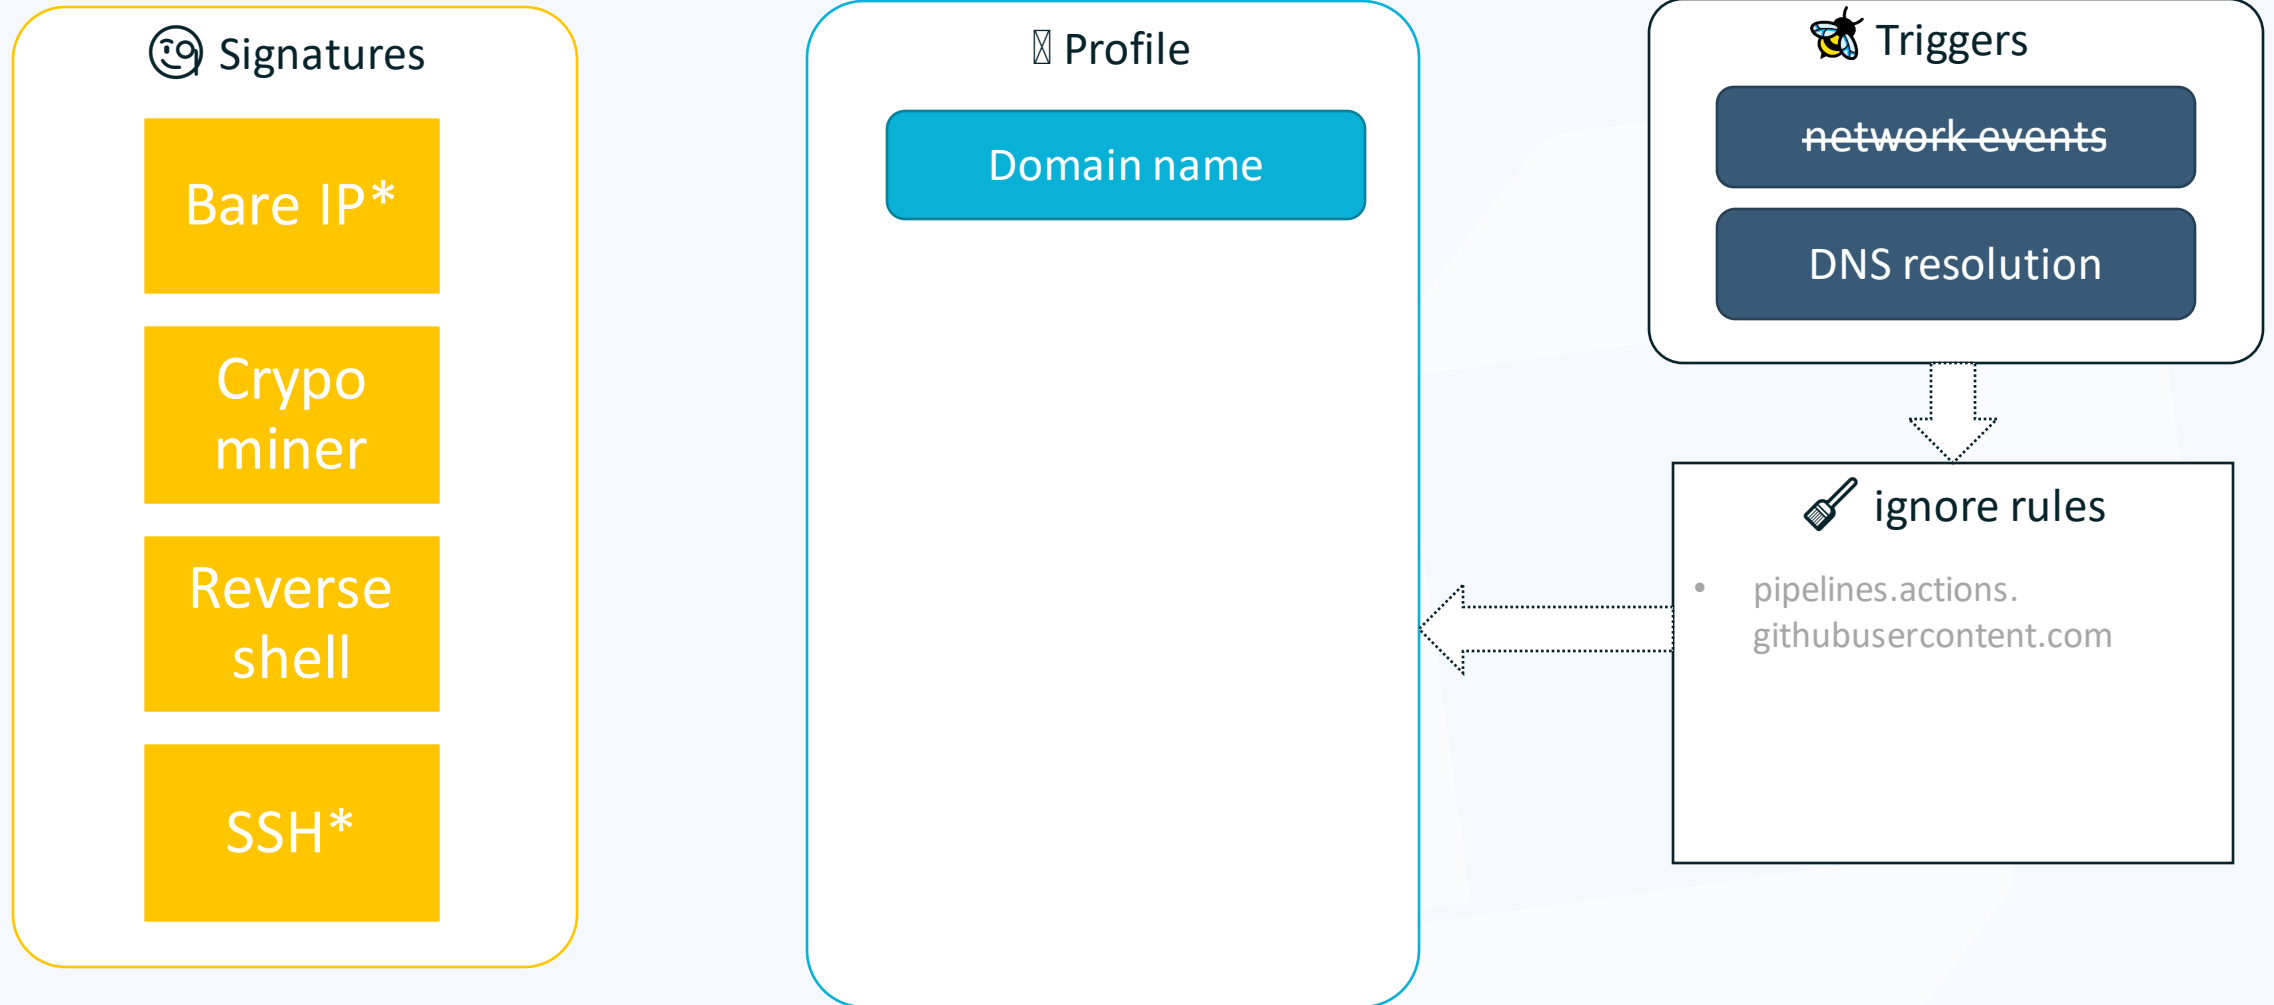 Signatures
Bare IP*
Crypo
miner
Reverse
shell
SSH*
Profile
Domain name
Triggers
network events
DNS resolution
ignore rules
• pipelines.actions.
githubusercontent.com